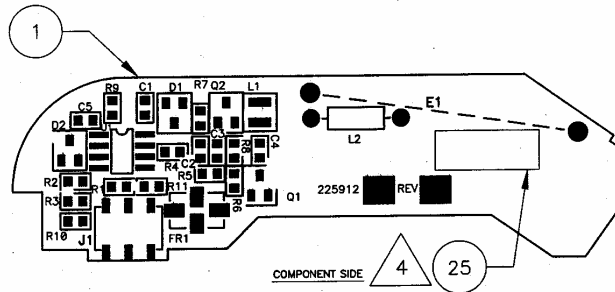 1
R9 C1 D1 R7 Q2 L1
C5
E1
D2
L2
R4 C2 C3 R8 C4
R2 R1 R11 R5
R3
R6 Q1
225912 REV
R10 J1 FR1
COMPONENT SIDE 4 25